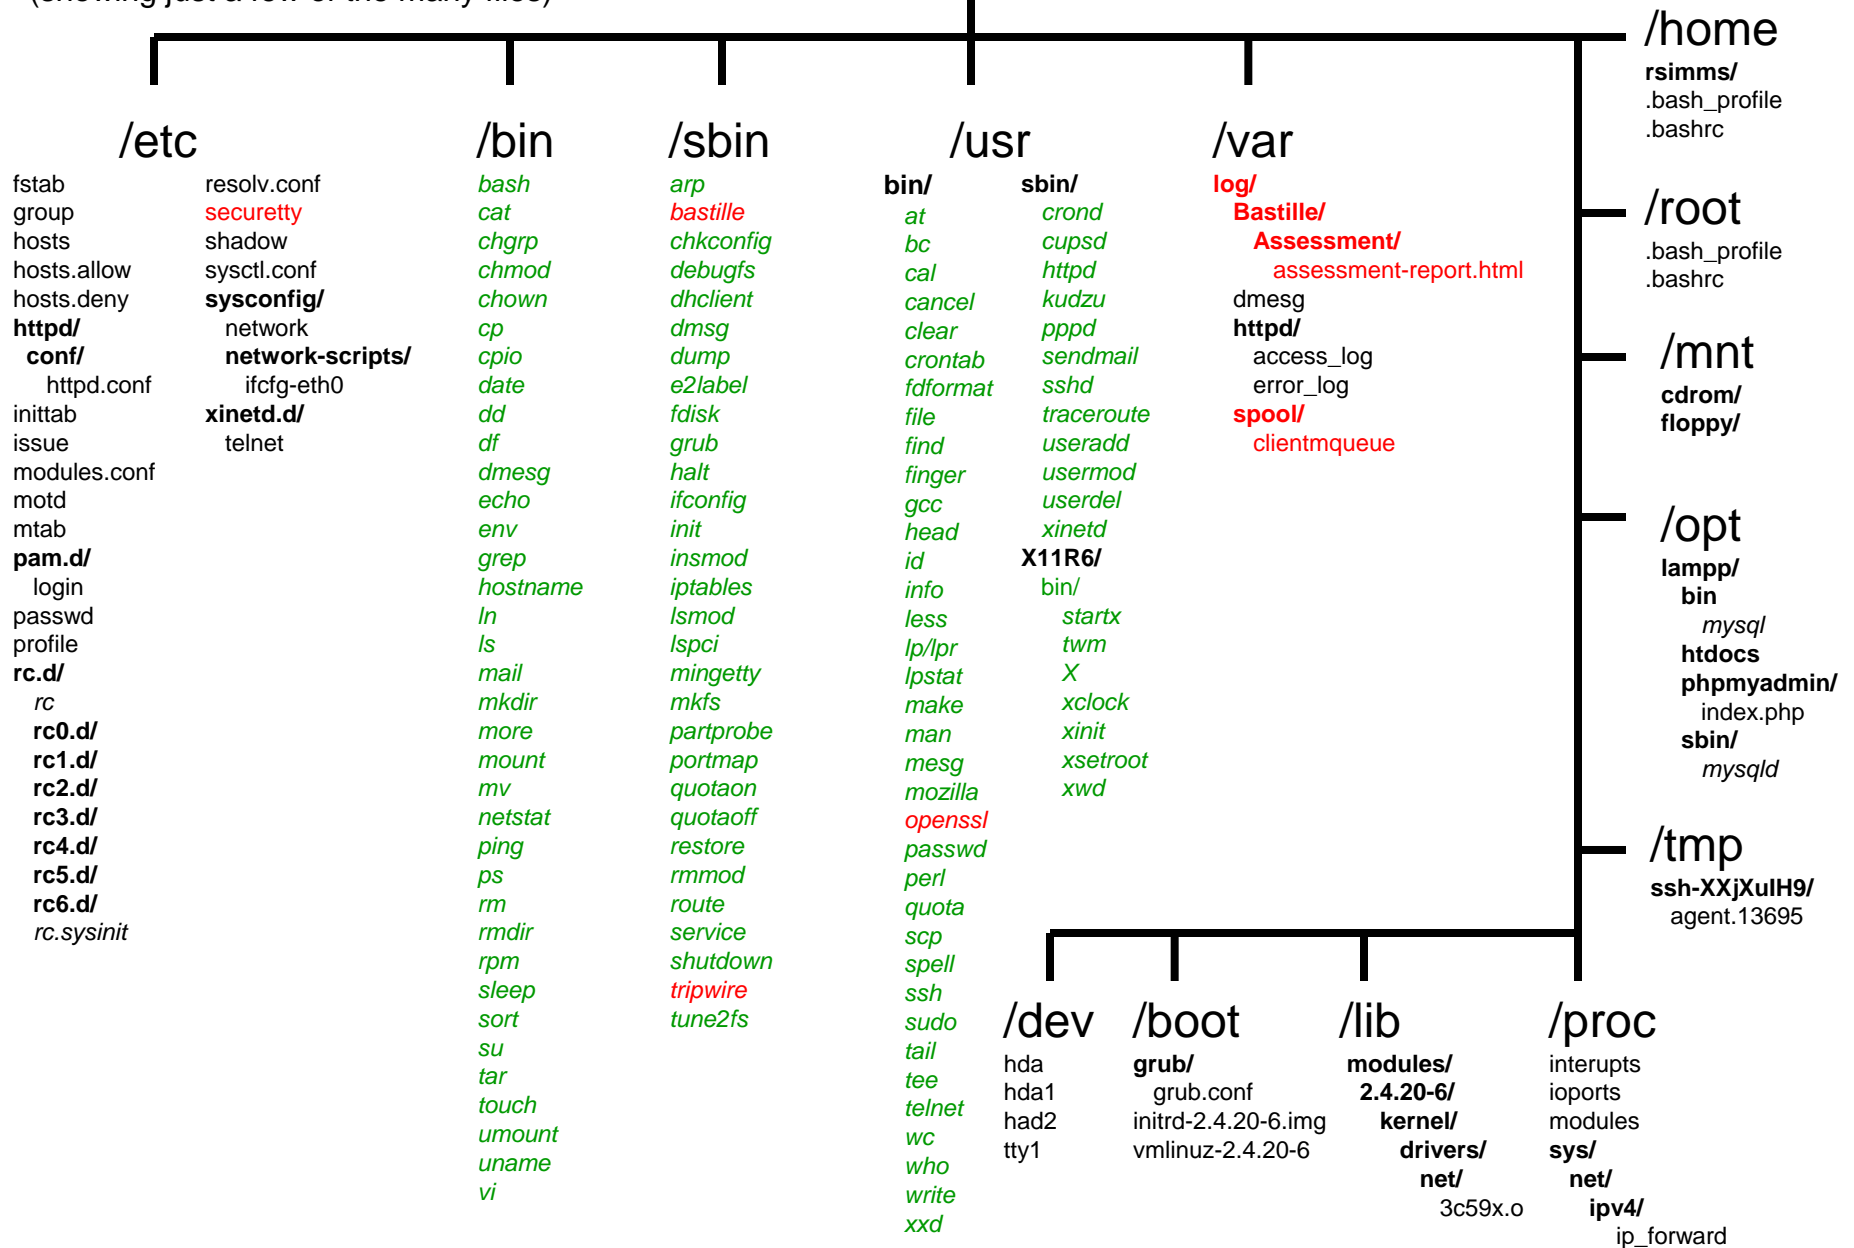 (showing just a few of the many files)
/etc
fstab
group
hosts
hosts.allow
hosts.deny
httpd/
conf/
httpd.conf
inittab
issue
modules.conf
motd
mtab
pam.d/
login
passwd
profile
rc.d/
rc
rc0.d/
rc1.d/
rc2.d/
rc3.d/
rc4.d/
rc5.d/
rc6.d/
rc.sysinit
resolv.conf
securetty
shadow
sysctl.conf
sysconfig/
network
network-scripts/
ifcfg-eth0
xinetd.d/
telnet
/bin
bash
cat
chgrp
chmod
chown
cp
cpio
date
dd
df
dmesg
echo
env
grep
hostname
ln
ls
mail
mkdir
more
mount
mv
netstat
ping
ps
rm
rmdir
rpm
sleep
sort
su
tar
touch
umount
uname
vi
/sbin
arp
bastille
chkconfig
debugfs
dhclient
dmsg
dump
e2label
fdisk
grub
halt
ifconfig
init
insmod
iptables
lsmod
lspci
mingetty
mkfs
partprobe
portmap
quotaon
quotaoff
restore
rmmod
route
service
shutdown
tripwire
tune2fs
/usr
bin/
at
bc
cal
cancel
clear
crontab
fdformat
file
find
finger
gcc
head
id
info
less
lp/lpr
lpstat
make
man
mesg
mozilla
openssl
passwd
perl
quota
scp
spell
ssh
sudo
tail
tee
telnet
wc
who
write
xxd
sbin/
crond
cupsd
httpd
kudzu
pppd
sendmail
sshd
traceroute
useradd
usermod
userdel
xinetd
X11R6/
bin/
startx
twm
X
xclock
xinit
xsetroot
xwd
/var
log/
Bastille/
Assessment/
assessment-report.html
dmesg
httpd/
access_log
error_log
spool/
clientmqueue
/home
rsimms/
.bash_profile
.bashrc
/root
.bash_profile
.bashrc
/mnt
cdrom/
floppy/
/opt
lampp/
bin
mysql
htdocs
phpmyadmin/
index.php
sbin/
mysqld
/tmp
ssh-XXjXuIH9/
agent.13695
/dev
hda
hda1
had2
tty1
/boot
grub/
grub.conf
initrd-2.4.20-6.img
vmlinuz-2.4.20-6
/lib
modules/
2.4.20-6/
kernel/
drivers/
net/
3c59x.o
/proc
interupts
ioports
modules
sys/
net/
ipv4/
ip_forward